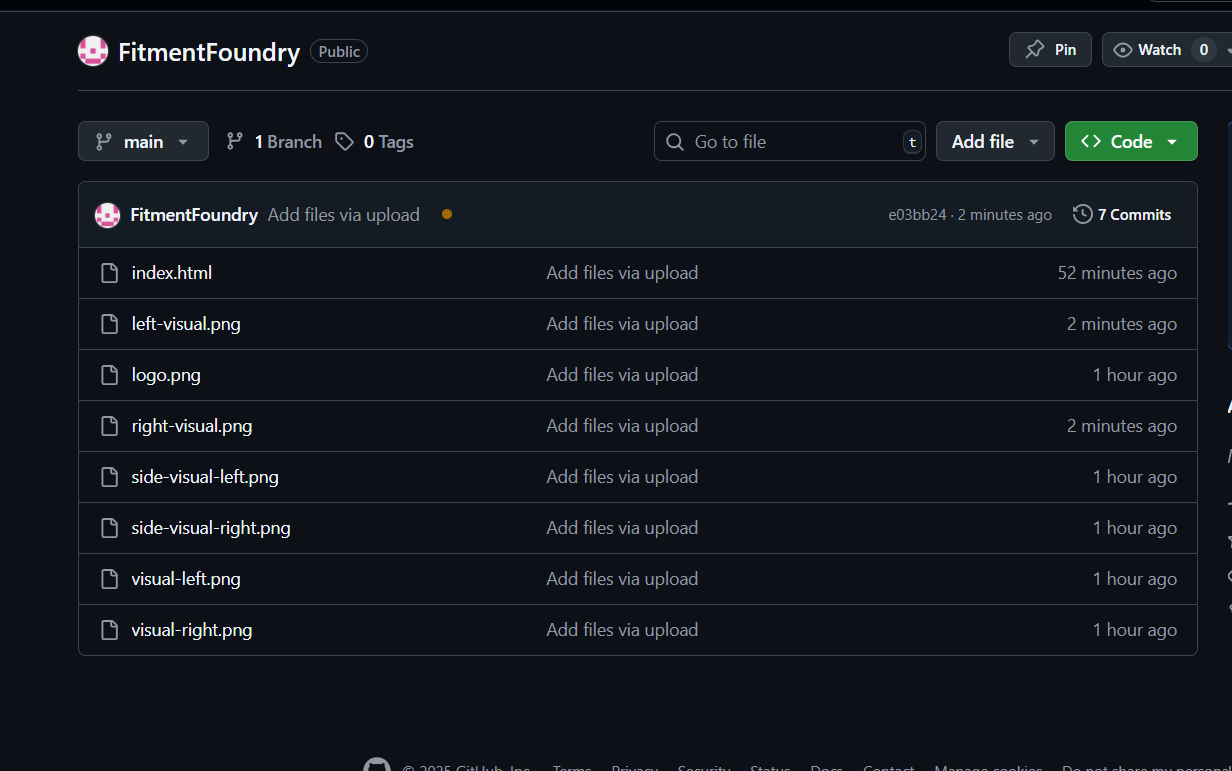 FitmentFoundry Public Pin Watch 0
main 1 Branch 0 Tags Go to file t Add file Code
FitmentFoundry Add files via upload e03bb24 · 2 minutes ago 7 Commits
index.html Add files via upload 52 minutes ago
left-visual.png Add files via upload 2 minutes ago
logo.png Add files via upload 1 hour ago
right-visual.png Add files via upload 2 minutes ago
side-visual-left.png Add files via upload 1 hour ago
side-visual-right.png Add files via upload 1 hour ago
visual-left.png Add files via upload 1 hour ago
visual-right.png Add files via upload 1 hour ago
© 2025 GitHub, Inc. Terms Privacy Security Status Docs Contact Manage cookies Do not share my